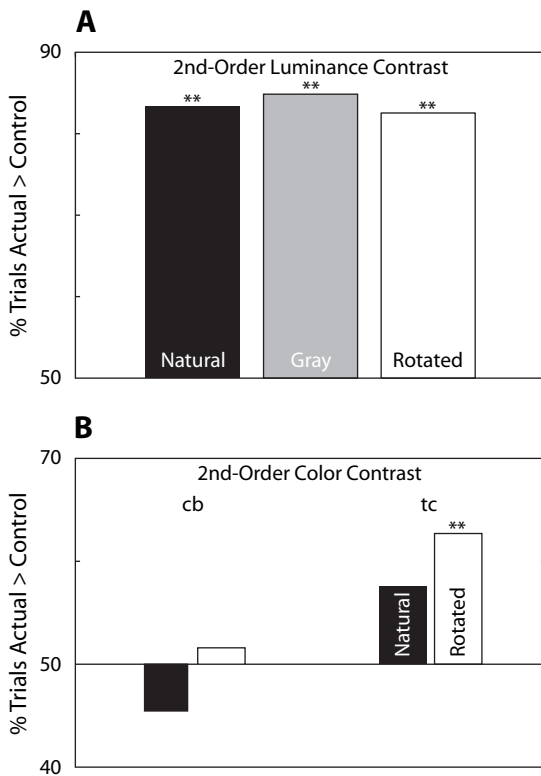 A
90
2nd-Order Luminance Contrast
** ** **
% Trials Actual > Control
Natural Gray Rotated
50
B
70
2nd-Order Color Contrast
cb tc
**
% Trials Actual > Control
Natural
Rotated
50
40